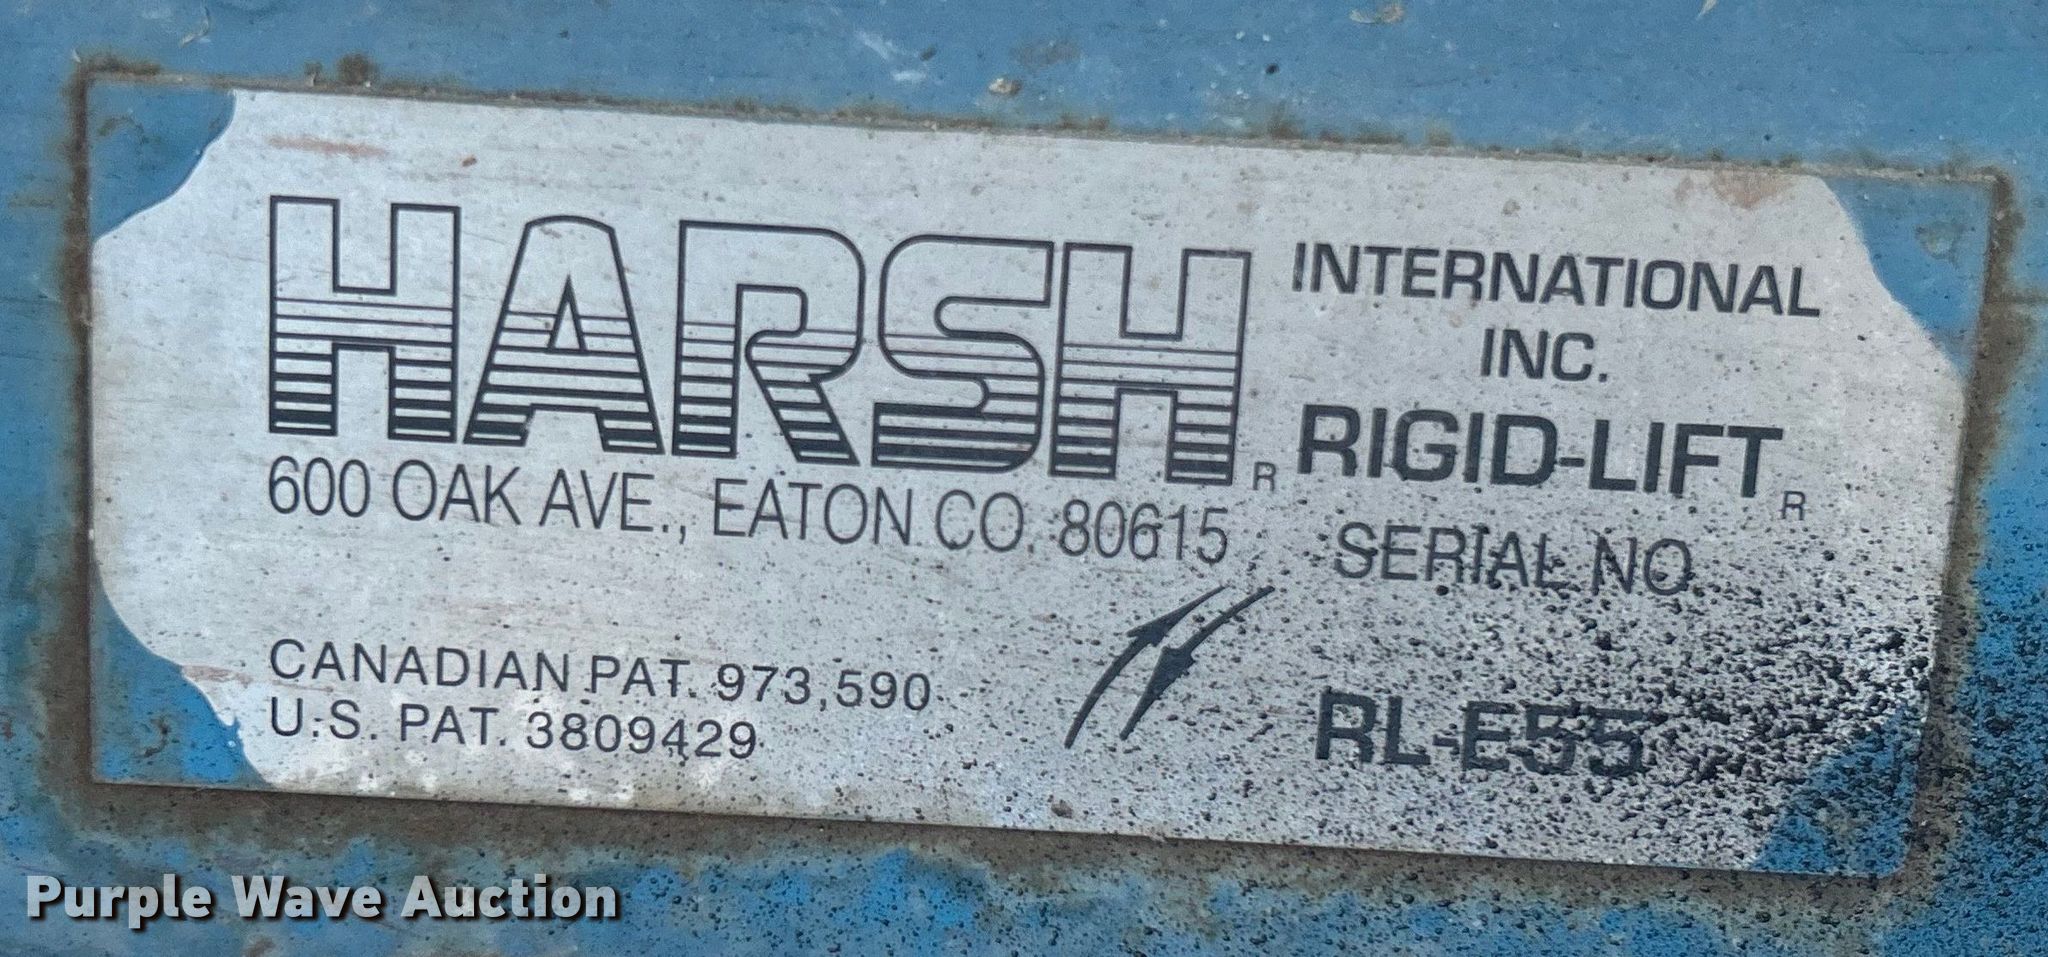 HARSH R
600 OAK AVE., EATON CO. 80615
INTERNATIONAL
INC.
RIGID-LIFT R
SERIAL NO
CANADIAN PAT. 973,590
U.S. PAT. 3809429
RL-E55
Purple Wave Auction